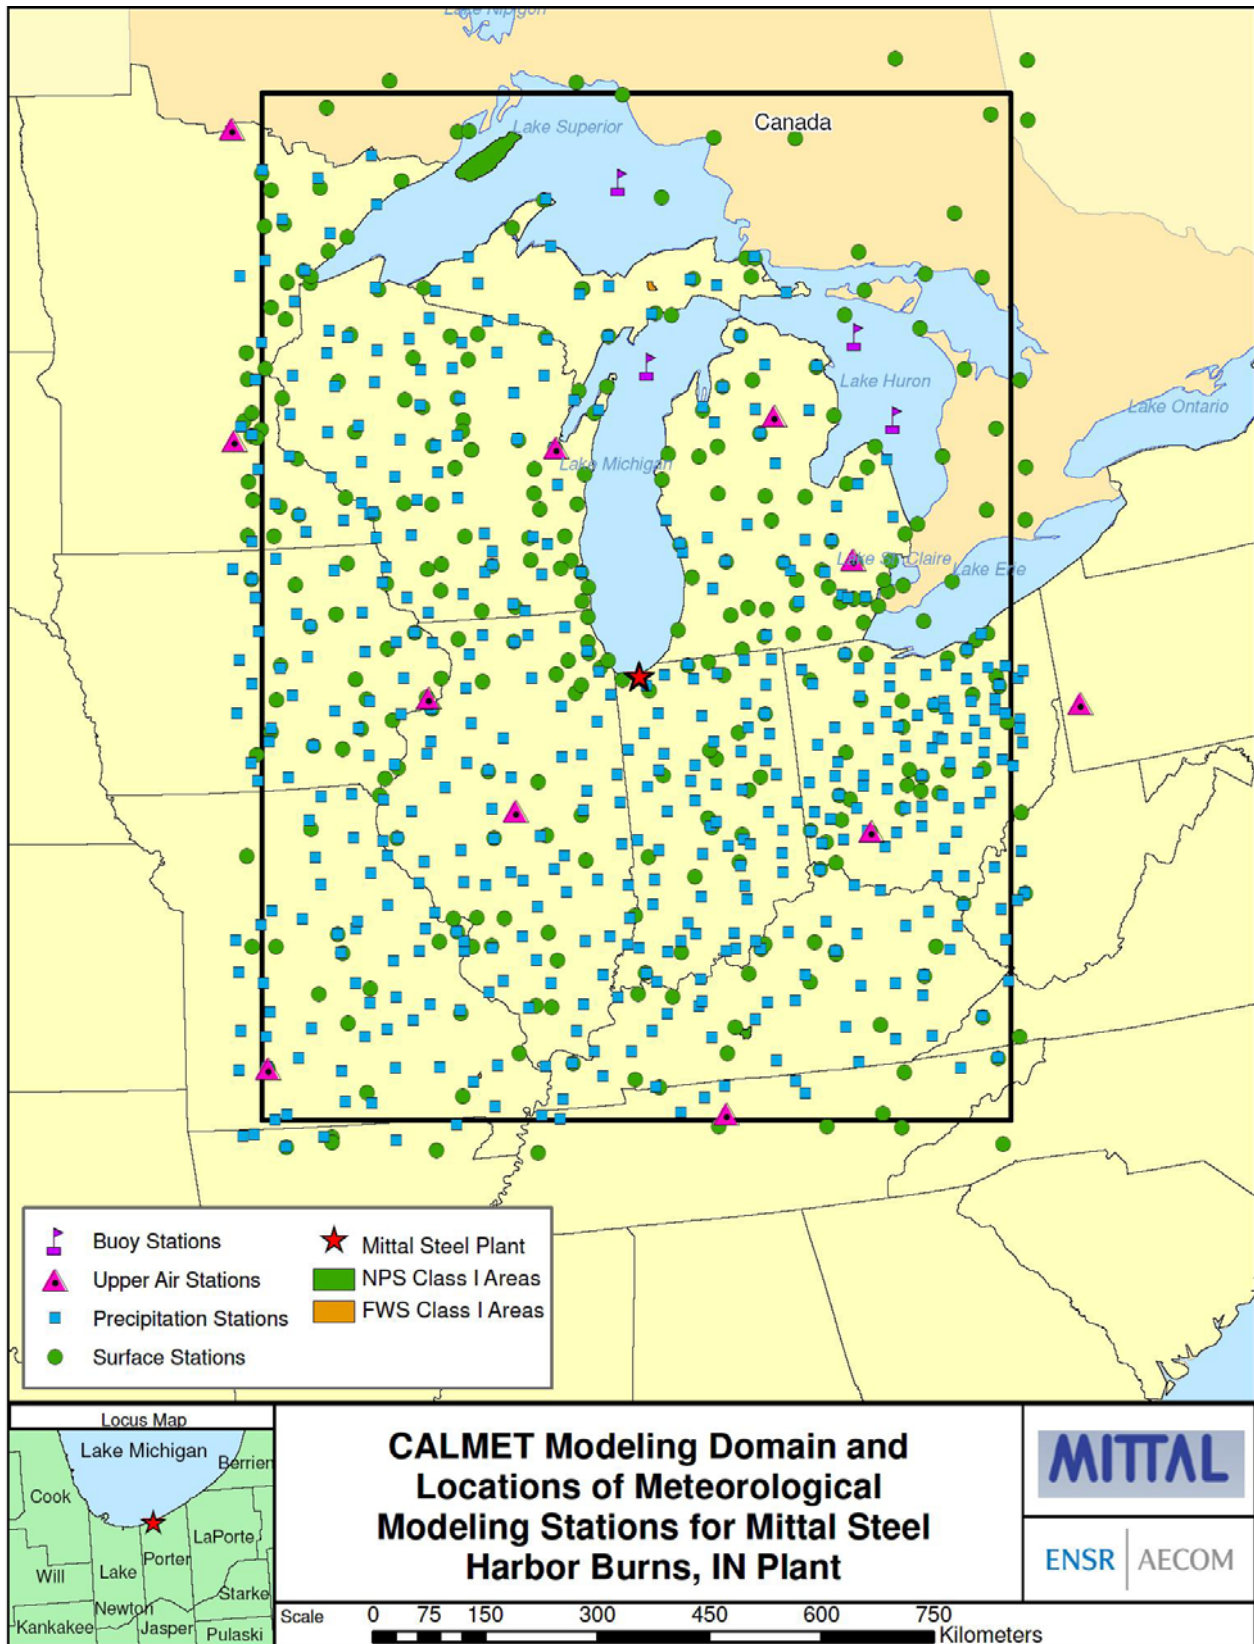 Lake Nipigon
Lake Superior
Canada
Lake Huron
Lake Ontario
Lake Michigan
Lake St. Claire
Lake Erie
Buoy Stations
Upper Air Stations
Precipitation Stations
Surface Stations
Mittal Steel Plant
NPS Class I Areas
FWS Class I Areas
Locus Map
Lake Michigan
Berrien
Cook
LaPorte
Porter
Lake
Will
Starke
Newton
Kankakee
Jasper
Pulaski
CALMET Modeling Domain and
Locations of Meteorological
Modeling Stations for Mittal Steel
Harbor Burns, IN Plant
Scale 0 75 150 300 450 600 750
Kilometers
MITTAL
ENSR AECOM